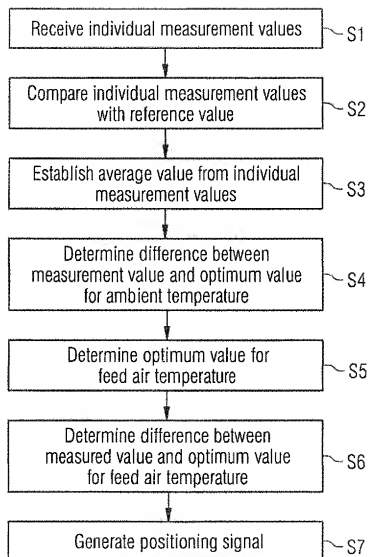 Receive individual measurement values
S1
Compare individual measurement values
with reference value
S2
Establish average value from individual
measurement values
S3
Determine difference between
measurement value and optimum value
for ambient temperature
S4
Determine optimum value for
feed air temperature
S5
Determine difference between
measured value and optimum value
for feed air temperature
S6
Generate positioning signal
S7